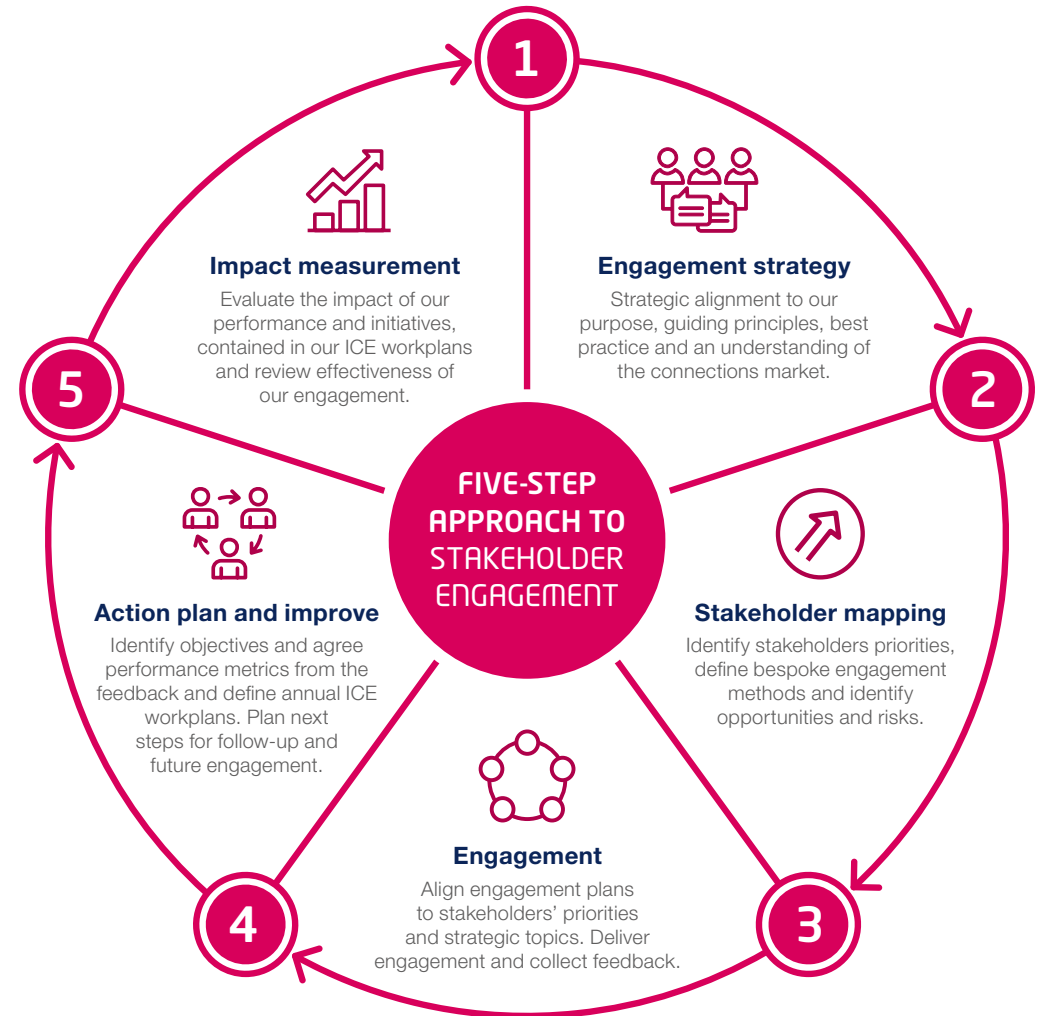 FIVE-STEP
APPROACH TO
STAKEHOLDER
ENGAGEMENT
1
Engagement strategy
Strategic alignment to our
purpose, guiding principles, best
practice and an understanding of
the connections market.
2
Stakeholder mapping
Identify stakeholders priorities,
define bespoke engagement
methods and identify
opportunities and risks.
3
Engagement
Align engagement plans
to stakeholders’ priorities
and strategic topics. Deliver
engagement and collect feedback.
4
Action plan and improve
Identify objectives and agree
performance metrics from the
feedback and define annual ICE
workplans. Plan next
steps for follow-up and
future engagement.
5
Impact measurement
Evaluate the impact of our
performance and initiatives,
contained in our ICE workplans
and review effectiveness of
our engagement.